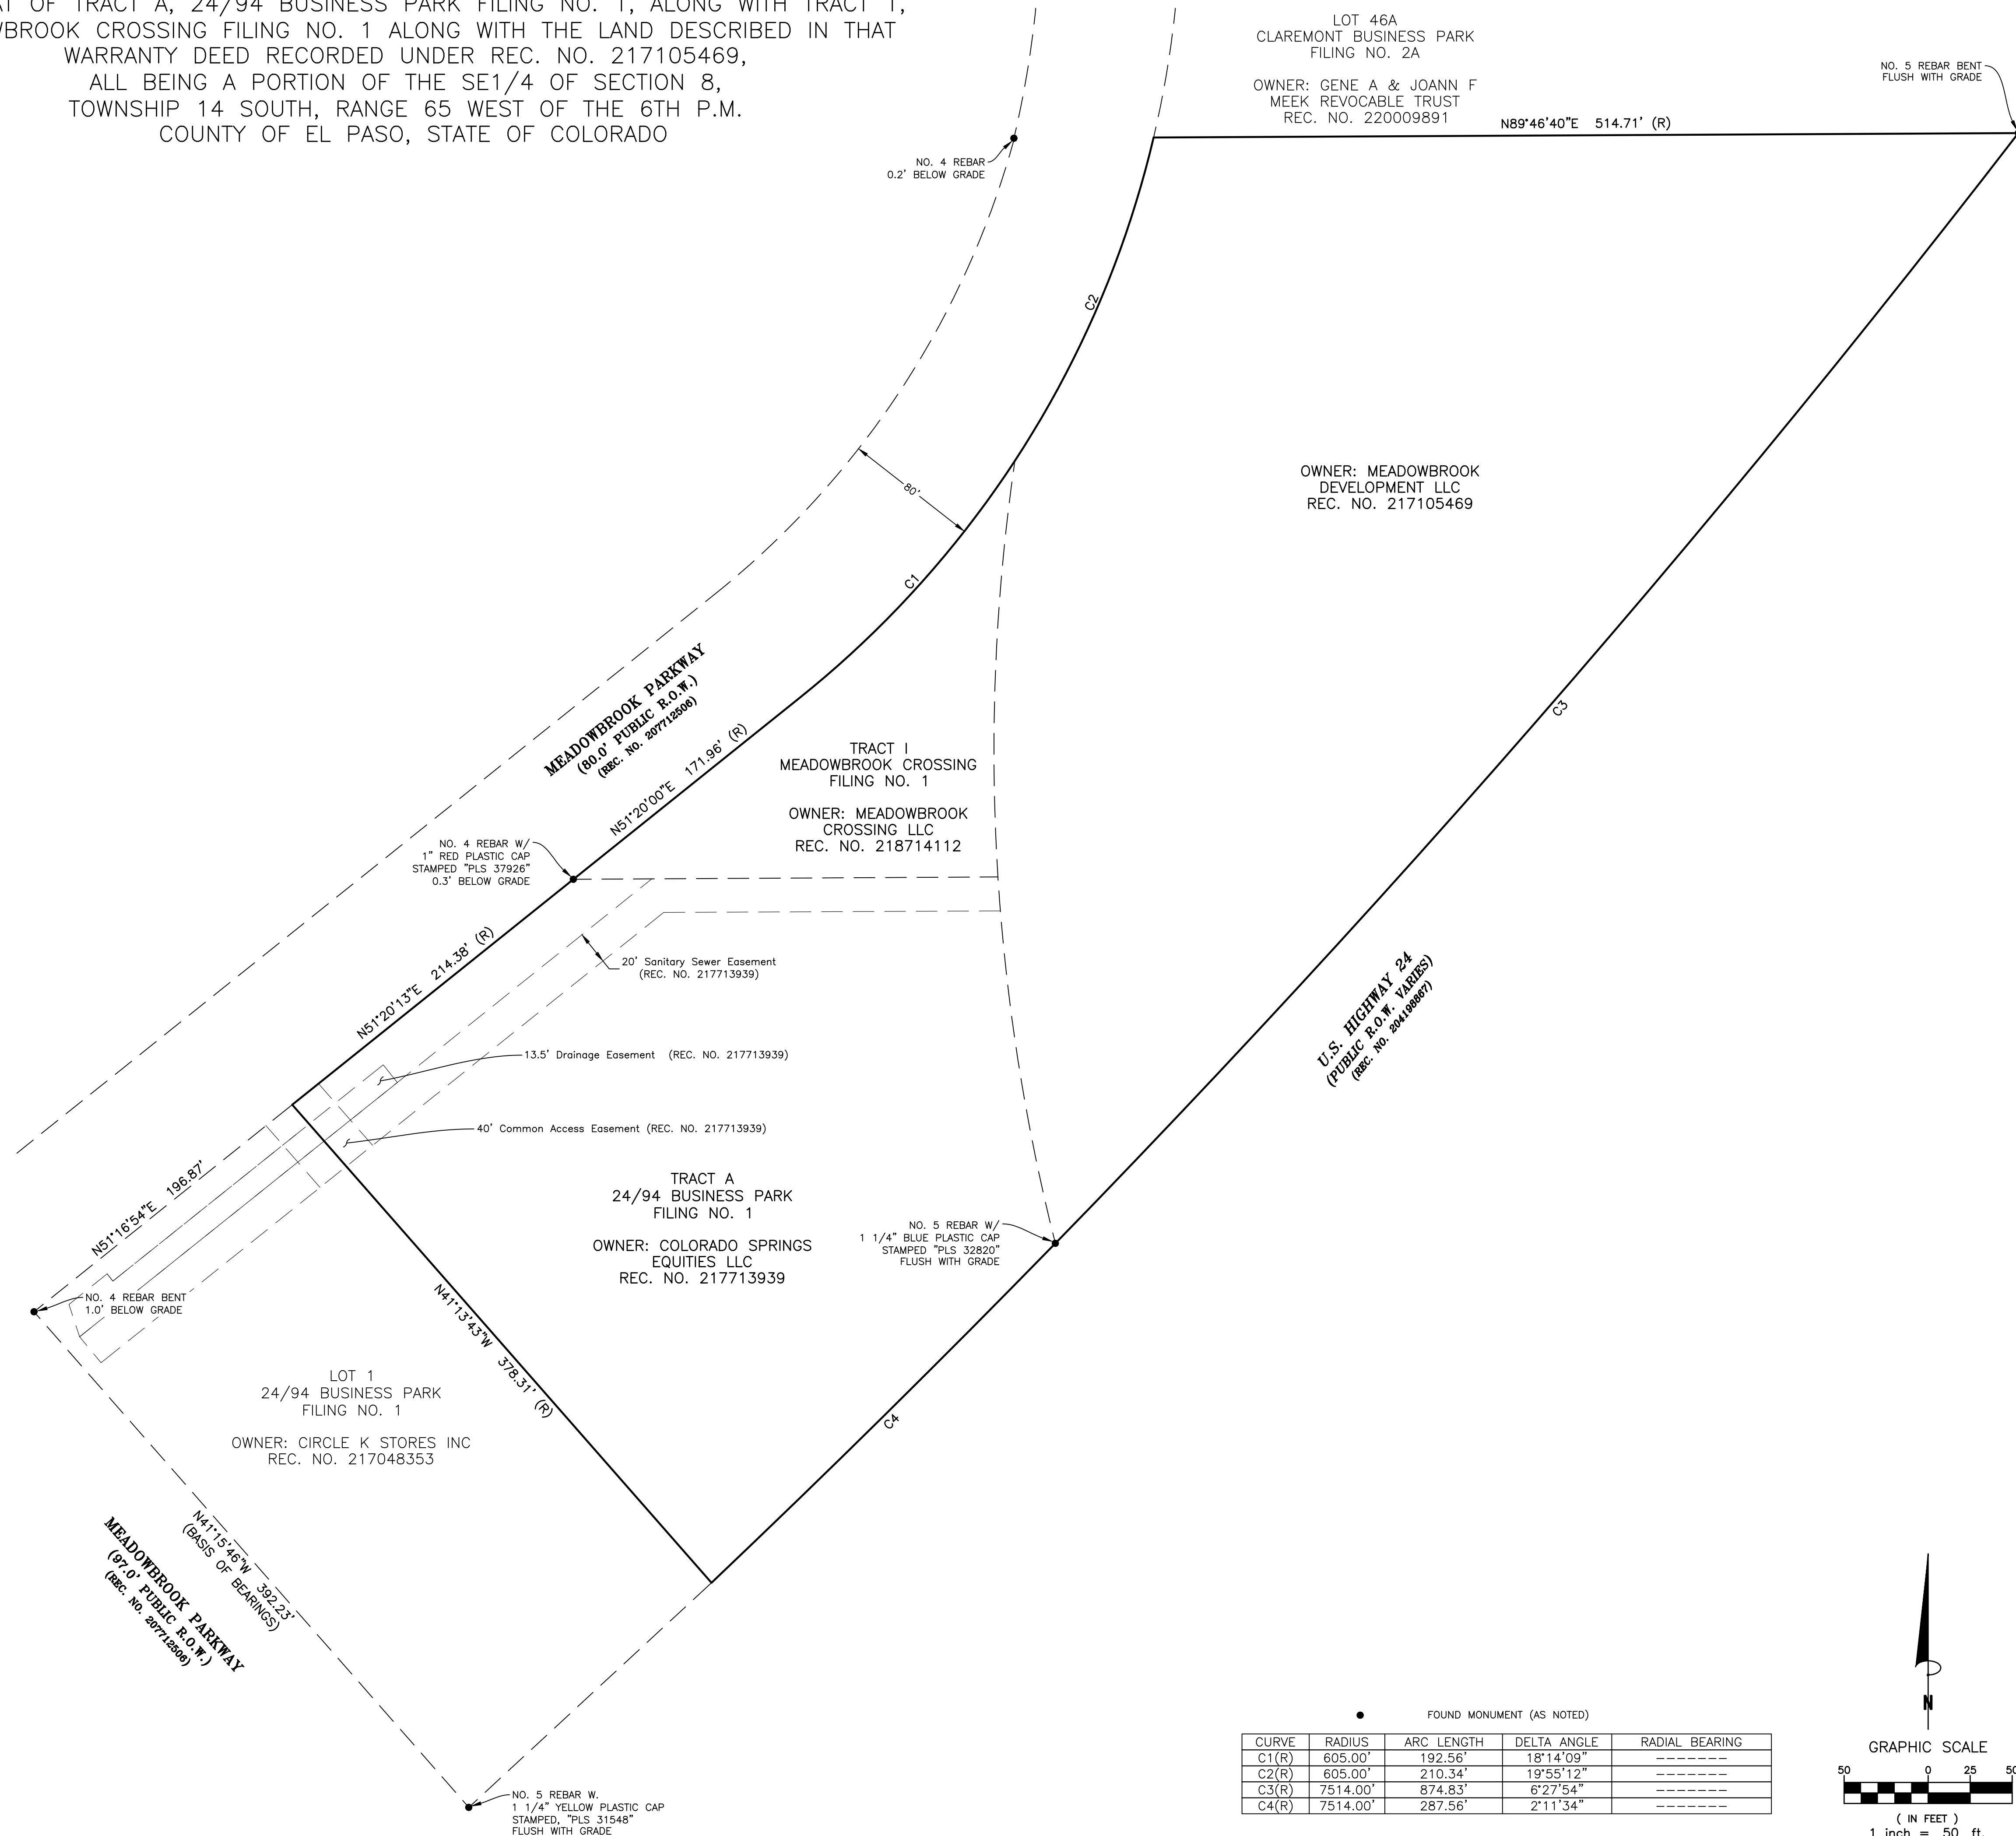 AT OF TRACT A, 24/94 BUSINESS PARK FILING NO. 1, ALONG WITH TRACT 1,
WBROOK CROSSING FILING NO. 1 ALONG WITH THE LAND DESCRIBED IN THAT
WARRANTY DEED RECORDED UNDER REC. NO. 217105469,
ALL BEING A PORTION OF THE SE1/4 OF SECTION 8,
TOWNSHIP 14 SOUTH, RANGE 65 WEST OF THE 6TH P.M.
COUNTY OF EL PASO, STATE OF COLORADO
LOT 46A
CLAREMONT BUSINESS PARK
FILING NO. 2A
OWNER: GENE A & JOANN F
MEEK REVOCABLE TRUST
REC. NO. 220009891
NO. 5 REBAR BENT
FLUSH WITH GRADE
N89°46'40"E 514.71' (R)
NO. 4 REBAR
0.2' BELOW GRADE
C2
80'
OWNER: MEADOWBROOK
DEVELOPMENT LLC
REC. NO. 217105469
C1
C3
MEADOWBROOK PARKWAY
(80.0' PUBLIC R.O.W.)
(REC. NO. 207712506)
N51°20'00"E 171.96' (R)
TRACT I
MEADOWBROOK CROSSING
FILING NO. 1
OWNER: MEADOWBROOK
CROSSING LLC
REC. NO. 218714112
NO. 4 REBAR W/
1" RED PLASTIC CAP
STAMPED "PLS 37926"
0.3' BELOW GRADE
N51°20'13"E 214.38' (R)
20' Sanitary Sewer Easement
(REC. NO. 217713939)
U.S. HIGHWAY 24
(PUBLIC R.O.W. VARIES)
(REC. NO. 204198867)
13.5' Drainage Easement (REC. NO. 217713939)
40' Common Access Easement (REC. NO. 217713939)
N51°16'54"E 196.87'
TRACT A
24/94 BUSINESS PARK
FILING NO. 1
OWNER: COLORADO SPRINGS
EQUITIES LLC
REC. NO. 217713939
NO. 5 REBAR W/
1 1/4" BLUE PLASTIC CAP
STAMPED "PLS 32820"
FLUSH WITH GRADE
NO. 4 REBAR BENT
1.0' BELOW GRADE
N41°13'43"W 378.31' (R)
LOT 1
24/94 BUSINESS PARK
FILING NO. 1
OWNER: CIRCLE K STORES INC
REC. NO. 217048353
C4
N41°15'46"W 392.23'
(BASIS OF BEARINGS)
MEADOWBROOK PARKWAY
(97.0' PUBLIC R.O.W.)
(REC. NO. 207712506)
NO. 5 REBAR W.
1 1/4" YELLOW PLASTIC CAP
STAMPED, "PLS 31548"
FLUSH WITH GRADE
FOUND MONUMENT (AS NOTED)
CURVE RADIUS ARC LENGTH DELTA ANGLE RADIAL BEARING
C1(R) 605.00' 192.56' 18°14'09" -------
C2(R) 605.00' 210.34' 19°55'12" -------
C3(R) 7514.00' 874.83' 6°27'54" -------
C4(R) 7514.00' 287.56' 2°11'34" -------
N
GRAPHIC SCALE
50 0 25 50
( IN FEET )
1 inch = 50 ft.